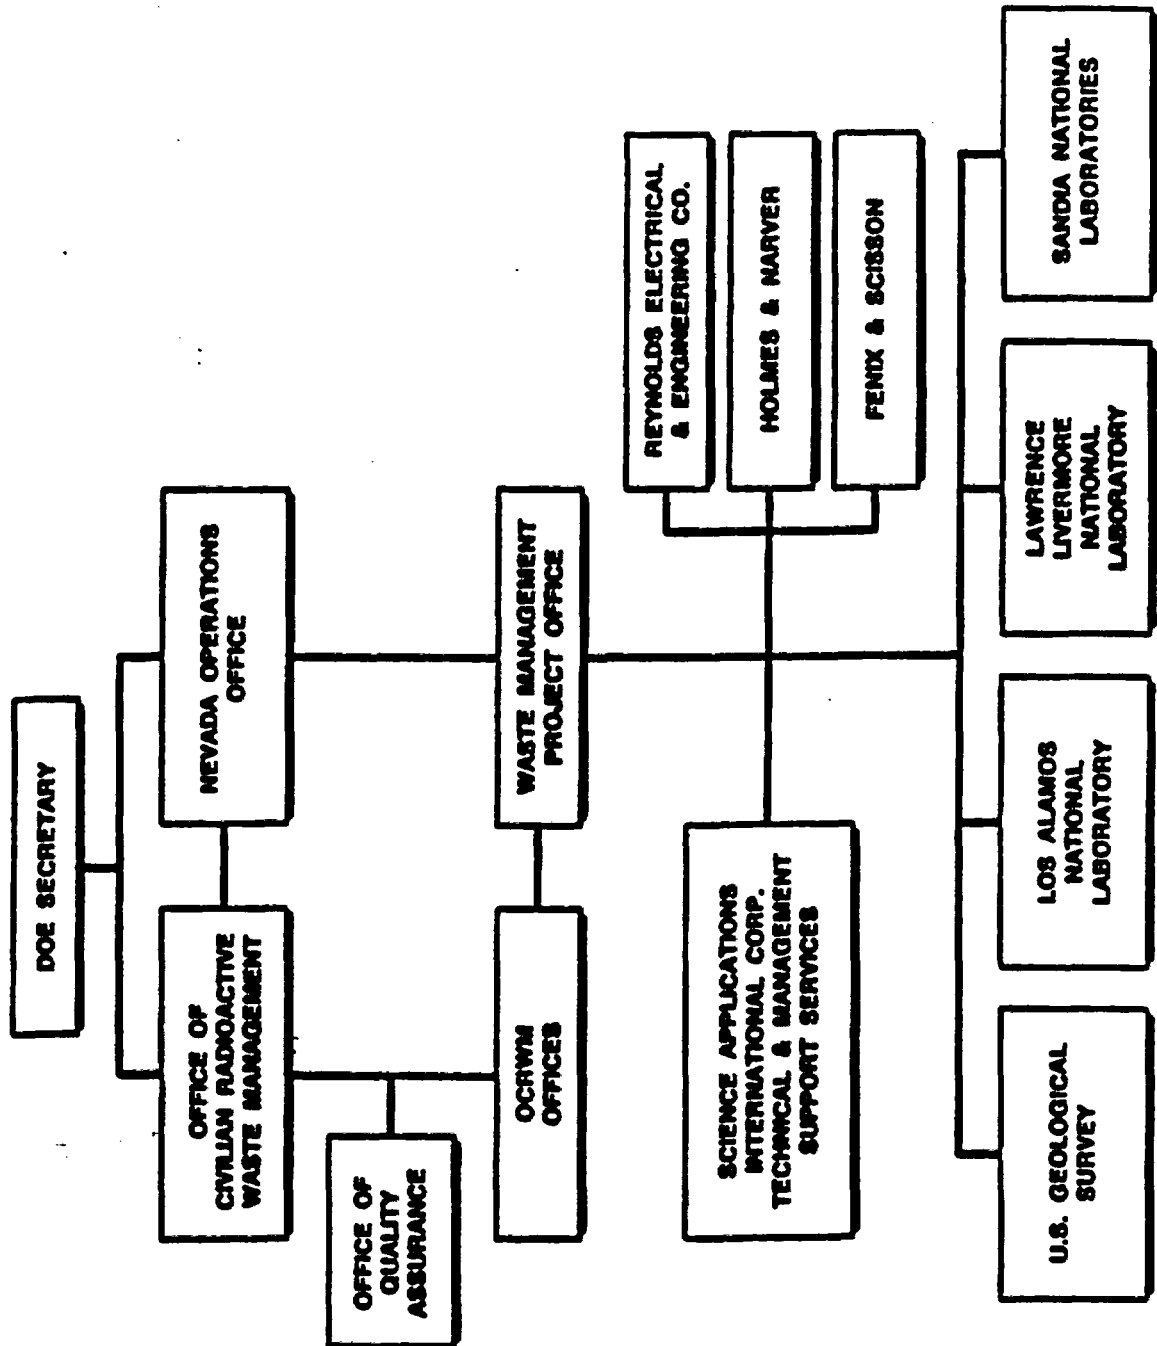 DOE SECRETARY
OFFICE OF
CIVILIAN RADIOACTIVE
WASTE MANAGEMENT
NEVADA OPERATIONS
OFFICE
OFFICE OF
QUALITY
ASSURANCE
OCRWM
OFFICES
WASTE MANAGEMENT
PROJECT OFFICE
SCIENCE APPLICATIONS
INTERNATIONAL CORP.
TECHNICAL & MANAGEMENT
SUPPORT SERVICES
REYNOLDS ELECTRICAL
& ENGINEERING CO.
HOLMES & NARVER
FENIX & SCISSON
U.S. GEOLOGICAL
SURVEY
LOS ALAMOS
NATIONAL
LABORATORY
LAWRENCE
LIVERMORE
NATIONAL
LABORATORY
SANDIA NATIONAL
LABORATORIES